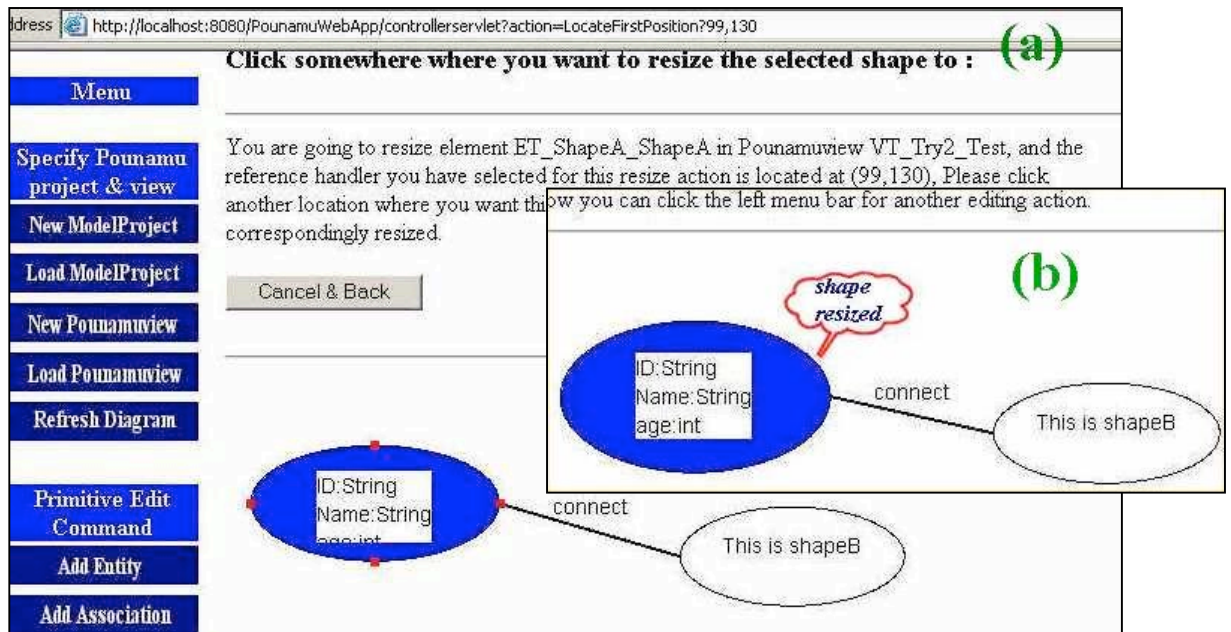 ddress http://localhost:8080/PounamuWebApp/controllerservlet?action=LocateFirstPosition?99,130
(a)
Click somewhere where you want to resize the selected shape to :
Menu
Specify Pounamu
project & view
New ModelProject
Load ModelProject
New Pounamuview
Load Pounamuview
Refresh Diagram
Primitive Edit
Command
Add Entity
Add Association
You are going to resize element ET_ShapeA_ShapeA in Pounamuview VT_Try2_Test, and the
reference handler you have selected for this resize action is located at (99,130), Please click
another location where you want thi
correspondingly resized.
Cancel & Back
ID:String
Name:String
age:int
connect
This is shapeB
ow you can click the left menu bar for another editing action.
(b)
shape
resized
ID:String
Name:String
age:int
connect
This is shapeB